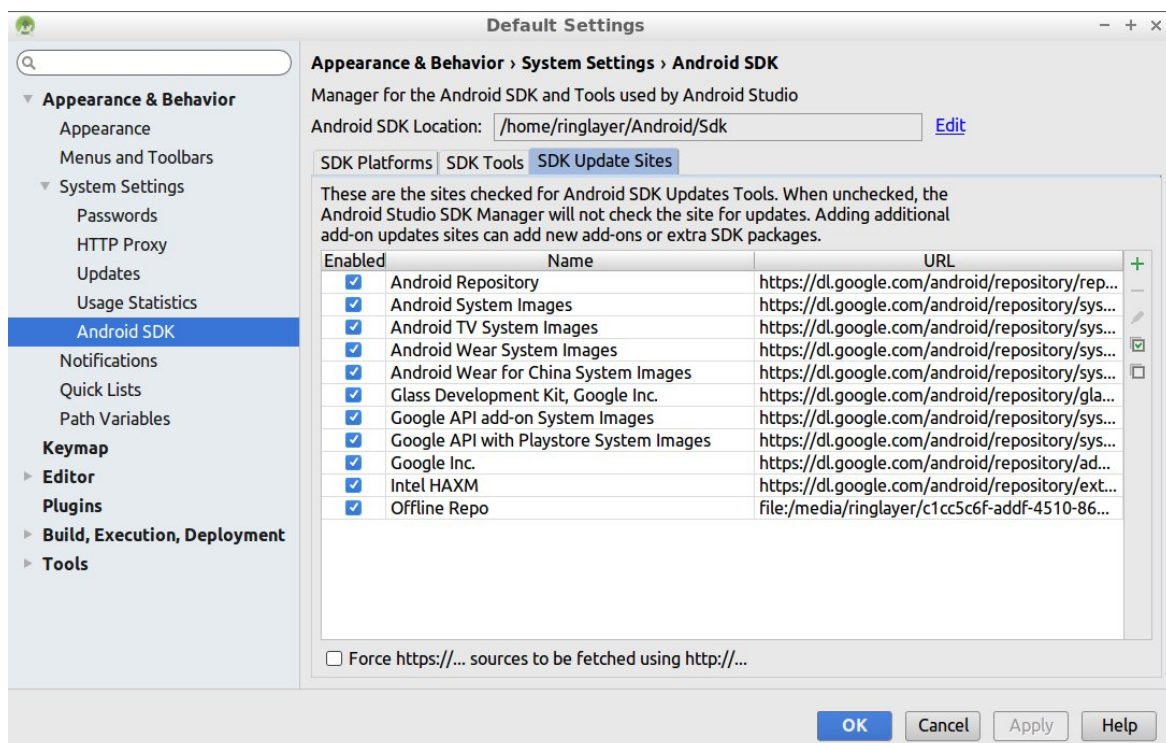 Default Settings
Appearance & Behavior
Appearance
Menus and Toolbars
System Settings
Passwords
HTTP Proxy
Updates
Usage Statistics
Android SDK
Notifications
Quick Lists
Path Variables
Keymap
Editor
Plugins
Build, Execution, Deployment
Tools
Appearance & Behavior › System Settings › Android SDK
Manager for the Android SDK and Tools used by Android Studio
Android SDK Location: /home/ringlayer/Android/Sdk Edit
SDK Platforms SDK Tools SDK Update Sites
These are the sites checked for Android SDK Updates Tools. When unchecked, the
Android Studio SDK Manager will not check the site for updates. Adding additional
add-on updates sites can add new add-ons or extra SDK packages.
Enabled Name URL
Android Repository https://dl.google.com/android/repository/rep...
Android System Images https://dl.google.com/android/repository/sys...
Android TV System Images https://dl.google.com/android/repository/sys...
Android Wear System Images https://dl.google.com/android/repository/sys...
Android Wear for China System Images https://dl.google.com/android/repository/sys...
Glass Development Kit, Google Inc. https://dl.google.com/android/repository/gla...
Google API add-on System Images https://dl.google.com/android/repository/sys...
Google API with Playstore System Images https://dl.google.com/android/repository/sys...
Google Inc. https://dl.google.com/android/repository/ad...
Intel HAXM https://dl.google.com/android/repository/ext...
Offline Repo file:/media/ringlayer/c1cc5c6f-addf-4510-86...
Force https://... sources to be fetched using http://...
OK Cancel Apply Help